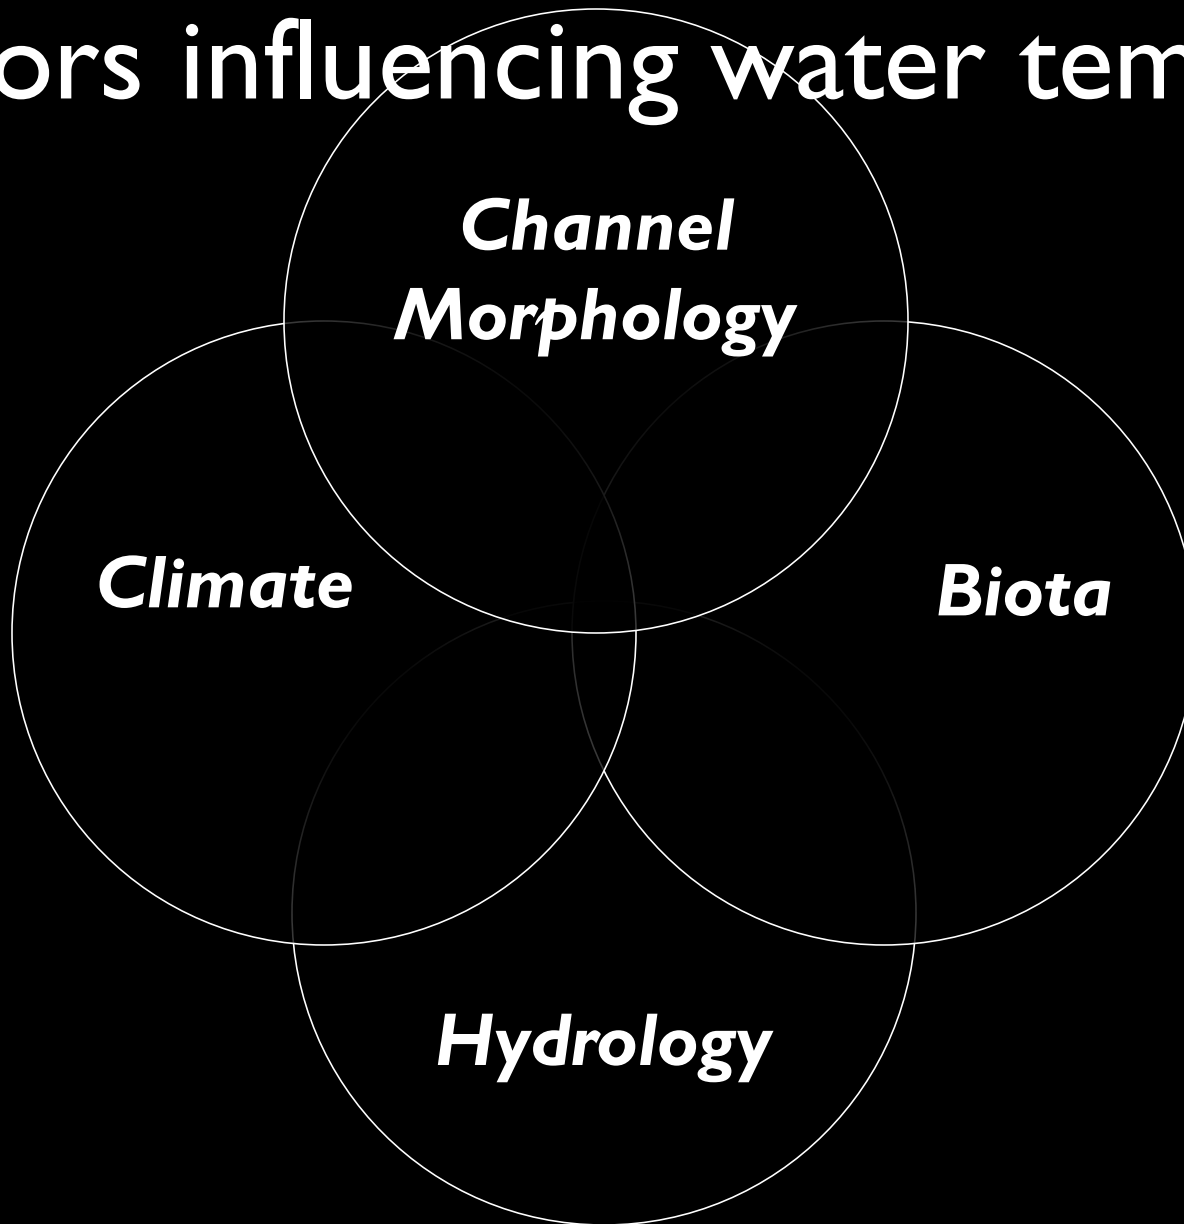 ors influencing water tem
Channel
Morphology
Climate
Biota
Hydrology